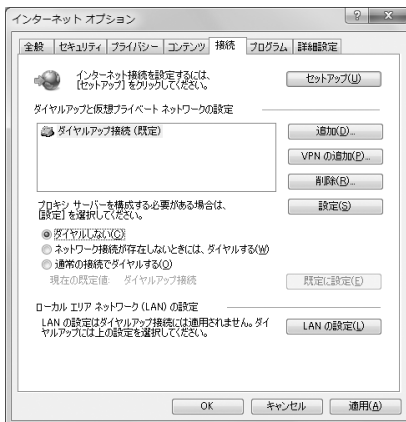 インターネット オプション
全般 セキュリティ プライバシー コンテンツ 接続 プログラム 詳細設定
インターネット接続を設定するには、
[セットアップ] をクリックしてください。
セットアップ(U)
ダイヤルアップと仮想プライベート ネットワークの設定
ダイヤルアップ接続 (既定)
追加(D)...
VPN の追加(P)...
削除(R)...
プロキシ サーバーを構成する必要がある場合は、
[設定] を選択してください。
設定(S)
ダイヤルしない(C)
ネットワーク接続が存在しないときには、ダイヤルする(W)
通常の接続でダイヤルする(O)
現在の既定値: ダイヤルアップ接続
既定に設定(E)
ローカル エリア ネットワーク (LAN) の設定
LAN の設定はダイヤルアップ接続には適用されません。ダイ
ヤルアップには上の設定を選択してください。
LAN の設定(L)
OK キャンセル 適用(A)